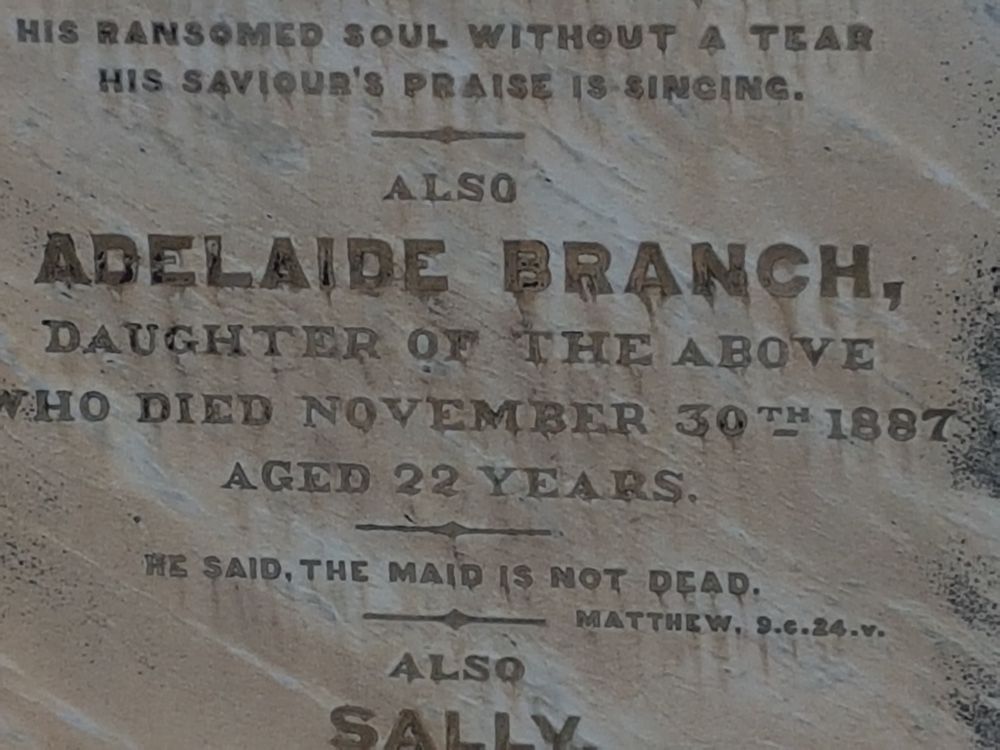 HIS RANSOMED SOUL WITHOUT A TEAR
HIS SAVIOUR'S PRAISE IS SINGING.
ALSO
ADELAIDE BRANCH,
DAUGHTER OF THE ABOVE
WHO DIED NOVEMBER 30TH 1887
AGED 22 YEARS.
HE SAID, THE MAID IS NOT DEAD.
MATTHEW, 9.c.24.v.
ALSO
SALLY,